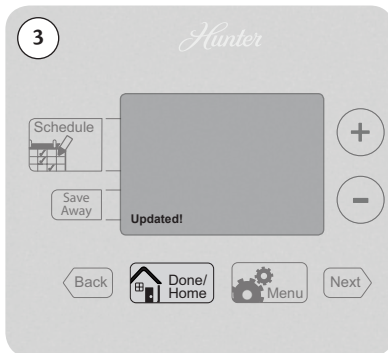 3
Hunter
Schedule
+
Save
Away
Updated!
-
Back
Done/
Home
Menu
Next